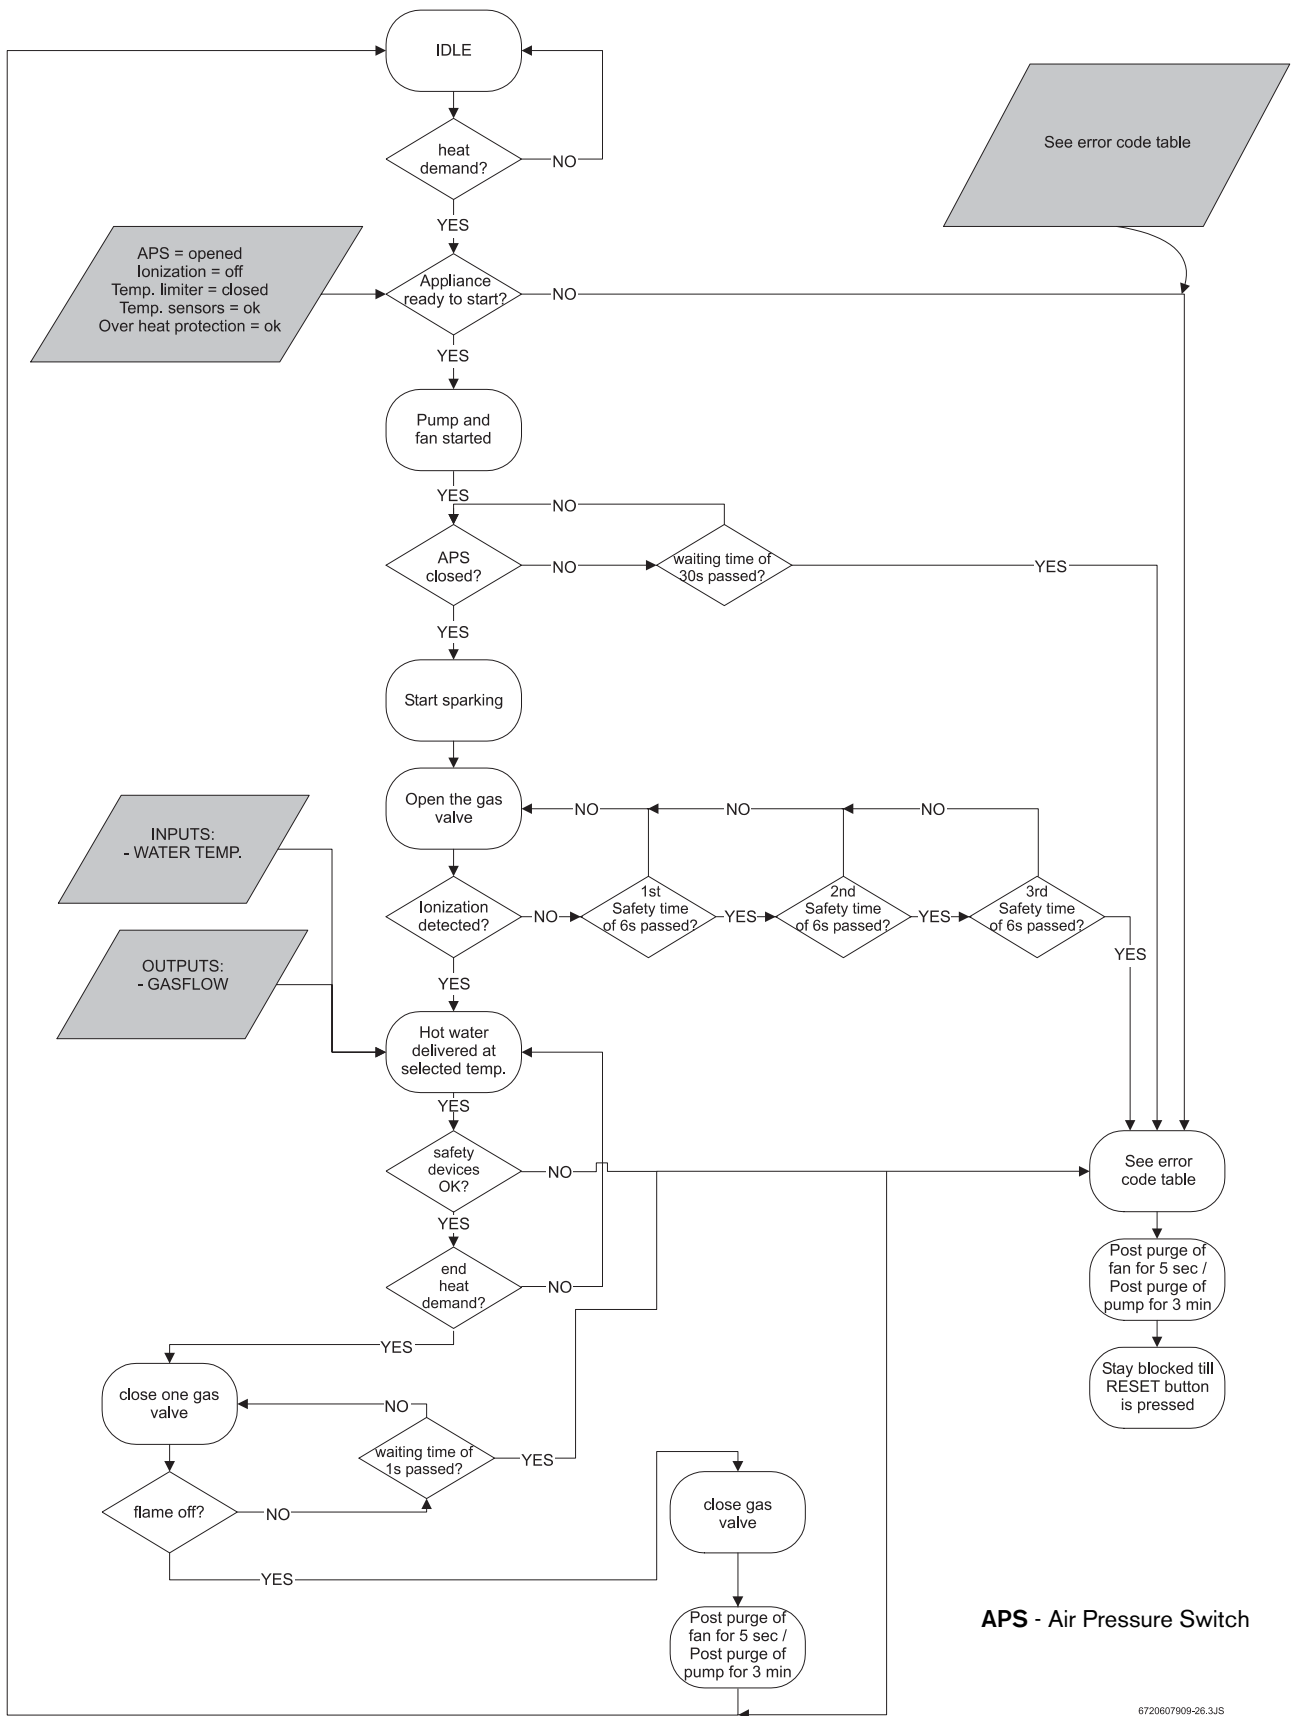 IDLE
heat
demand?
NO
See error code table
YES
APS = opened
Ionization = off
Temp. limiter = closed
Temp. sensors = ok
Over heat protection = ok
Appliance
ready to start?
NO
YES
Pump and
fan started
YES
NO
APS
closed?
NO
waiting time of
30s passed?
YES
YES
Start sparking
Open the gas
valve
NO
NO
NO
INPUTS:
- WATER TEMP.
Ionization
detected?
NO
1st
Safety time
of 6s passed?
YES
2nd
Safety time
of 6s passed?
YES
3rd
Safety time
of 6s passed?
YES
OUTPUTS:
- GASFLOW
YES
Hot water
delivered at
selected temp.
YES
safety
devices
OK?
NO
See error
code table
YES
end
heat
demand?
NO
Post purge of
fan for 5 sec /
Post purge of
pump for 3 min
YES
close one gas
valve
NO
Stay blocked till
RESET button
is pressed
waiting time of
1s passed?
YES
flame off?
NO
close gas
valve
YES
Post purge of
fan for 5 sec /
Post purge of
pump for 3 min
APS - Air Pressure Switch
6720607909-26.3JS